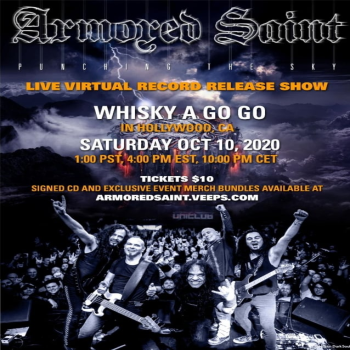 Armored Saint
PUNCHING THE SKY
LIVE VIRTUAL RECORD RELEASE SHOW
WHISKY A GO GO
IN HOLLYWOOD, CA
SATURDAY OCT 10, 2020
1:00 PST, 4:00 PM EST, 10:00 PM CET
TICKETS $10
SIGNED CD AND EXCLUSIVE EVENT MERCH BUNDLES AVAILABLE AT
ARMOREDSAINT.VEEPS.COM
UNICLUB